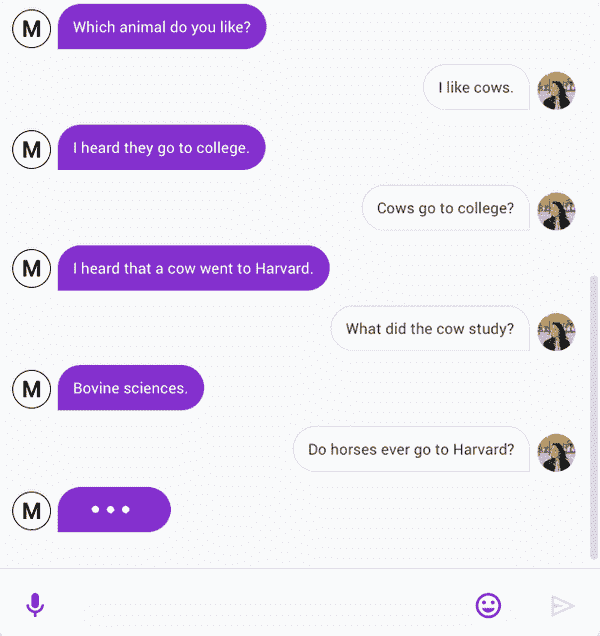 M
Which animal do you like?
I like cows.
M
I heard they go to college.
Cows go to college?
M
I heard that a cow went to Harvard.
What did the cow study?
M
Bovine sciences.
Do horses ever go to Harvard?
M